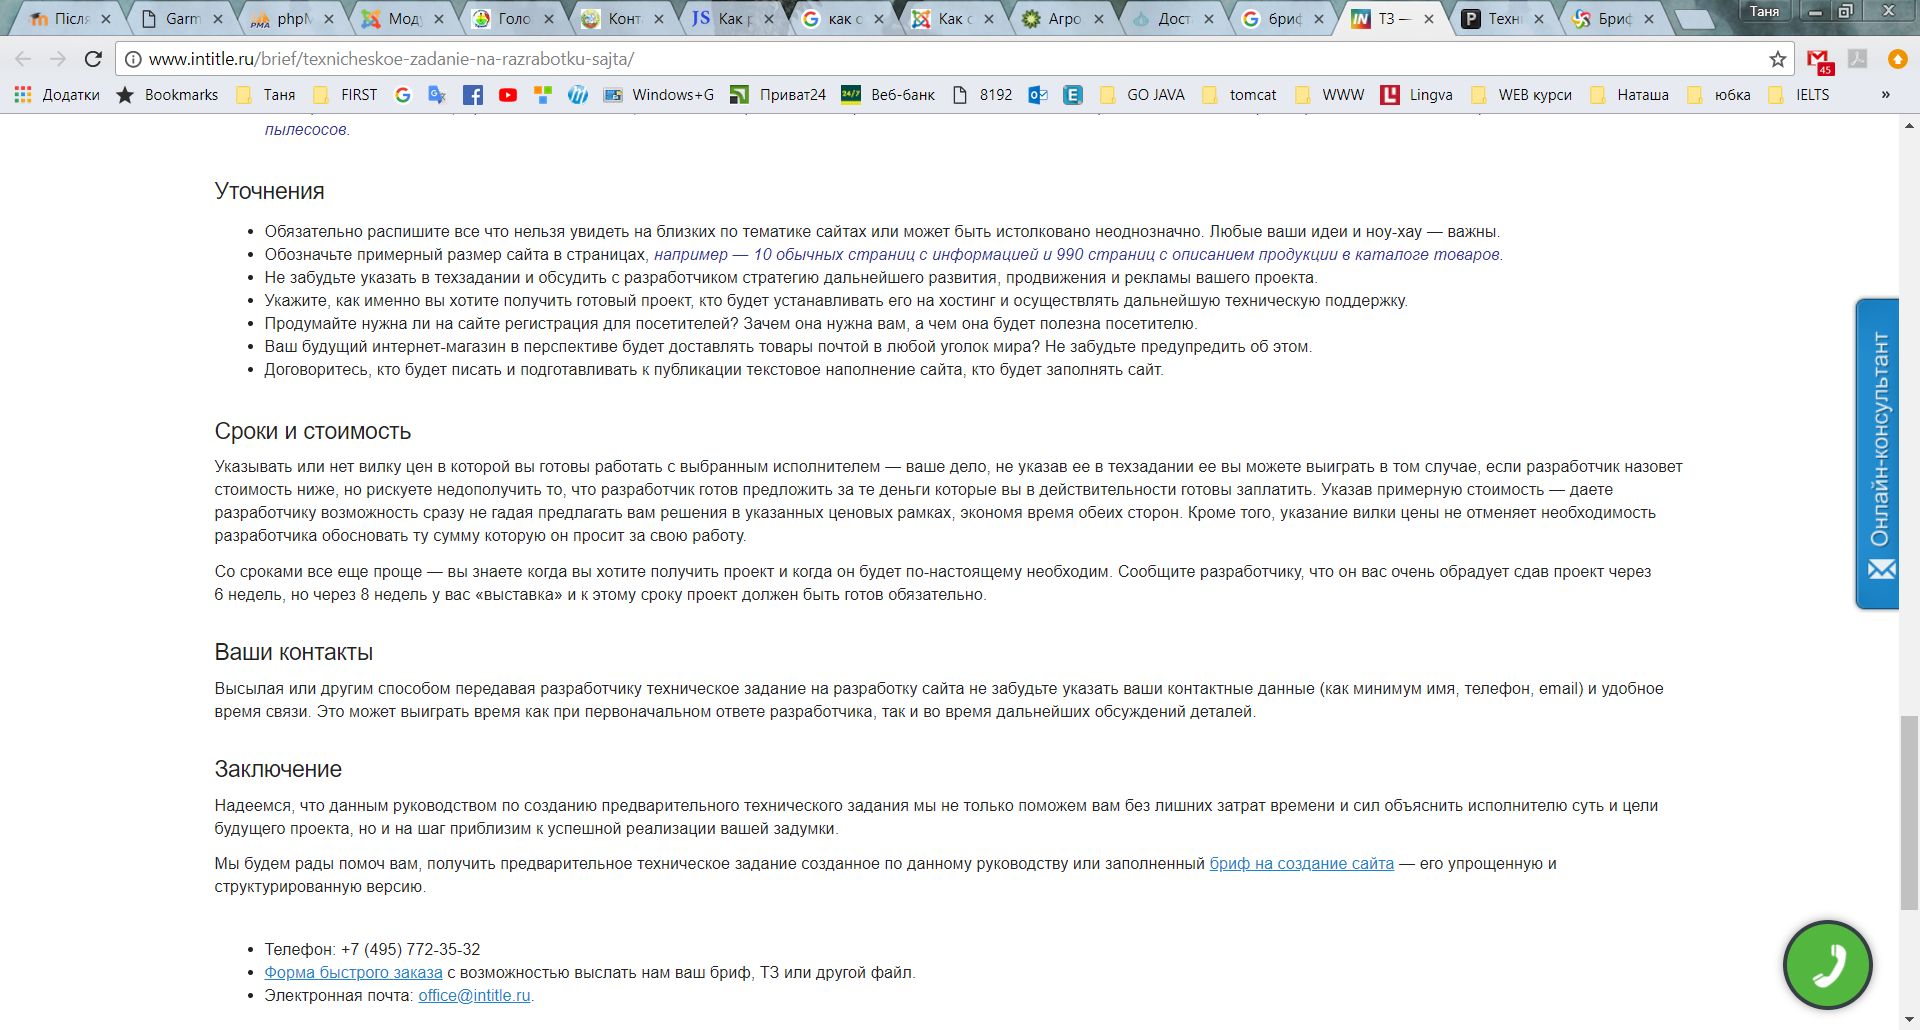 Після
Garm
phpM
Моду
Голо
Конт
JS Как р
как с
Как с
Агро
Дост
бриф
ТЗ —
Техн
Бриф
Таня
www.intitle.ru/brief/texnicheskoe-zadanie-na-razrabotku-sajta/
45
Додатки
Bookmarks
Таня
FIRST
Windows+G
Приват24
24/7
Веб-банк
8192
GO JAVA
tomcat
WWW
Lingva
WEB курси
Наташа
юбка
IELTS
»
пылесосов.
Уточнения
Обязательно распишите все что нельзя увидеть на близких по тематике сайтах или может быть истолковано неоднозначно. Любые ваши идеи и ноу-хау — важны.
Обозначьте примерный размер сайта в страницах, например — 10 обычных страниц с информацией и 990 страниц с описанием продукции в каталоге товаров.
Не забудьте указать в техзадании и обсудить с разработчиком стратегию дальнейшего развития, продвижения и рекламы вашего проекта.
Укажите, как именно вы хотите получить готовый проект, кто будет устанавливать его на хостинг и осуществлять дальнейшую техническую поддержку.
Продумайте нужна ли на сайте регистрация для посетителей? Зачем она нужна вам, а чем она будет полезна посетителю.
Ваш будущий интернет-магазин в перспективе будет доставлять товары почтой в любой уголок мира? Не забудьте предупредить об этом.
Договоритесь, кто будет писать и подготавливать к публикации текстовое наполнение сайта, кто будет заполнять сайт.
Сроки и стоимость
Указывать или нет вилку цен в которой вы готовы работать с выбранным исполнителем — ваше дело, не указав ее в техзадании ее вы можете выиграть в том случае, если разработчик назовет
стоимость ниже, но рискуете недополучить то, что разработчик готов предложить за те деньги которые вы в действительности готовы заплатить. Указав примерную стоимость — даете
разработчику возможность сразу не гадая предлагать вам решения в указанных ценовых рамках, экономя время обеих сторон. Кроме того, указание вилки цены не отменяет необходимость
разработчика обосновать ту сумму которую он просит за свою работу.
Со сроками все еще проще — вы знаете когда вы хотите получить проект и когда он будет по-настоящему необходим. Сообщите разработчику, что он вас очень обрадует сдав проект через
6 недель, но через 8 недель у вас «выставка» и к этому сроку проект должен быть готов обязательно.
Ваши контакты
Высылая или другим способом передавая разработчику техническое задание на разработку сайта не забудьте указать ваши контактные данные (как минимум имя, телефон, email) и удобное
время связи. Это может выиграть время как при первоначальном ответе разработчика, так и во время дальнейших обсуждений деталей.
Заключение
Надеемся, что данным руководством по созданию предварительного технического задания мы не только поможем вам без лишних затрат времени и сил объяснить исполнителю суть и цели
будущего проекта, но и на шаг приблизим к успешной реализации вашей задумки.
Мы будем рады помоч вам, получить предварительное техническое задание созданное по данному руководству или заполненный бриф на создание сайта — его упрощенную и
структурированную версию.
Телефон: +7 (495) 772-35-32
Форма быстрого заказа с возможностью выслать нам ваш бриф, ТЗ или другой файл.
Электронная почта: office@intitle.ru.
Онлайн-консультант